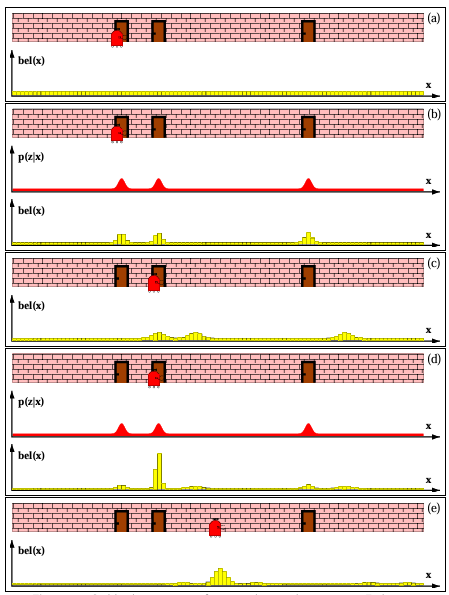 (a)
bel(x)
x
(b)
p(z|x)
x
bel(x)
x
(c)
bel(x)
x
(d)
p(z|x)
x
bel(x)
x
(e)
bel(x)
x